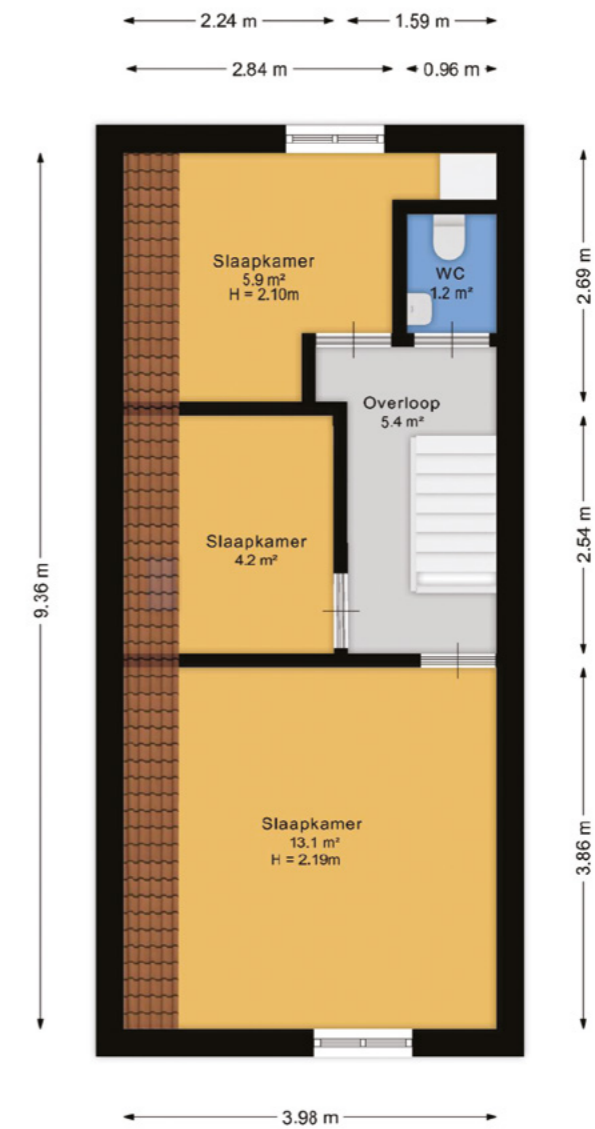 2.24 m
1.59 m
2.84 m
0.96 m
Slaapkamer
5.9 m²
H = 2.10m
WC
1.2 m²
2.69 m
Overloop
5.4 m²
Slaapkamer
4.2 m²
2.54 m
9.36 m
Slaapkamer
13.1 m²
H = 2.19m
3.86 m
3.98 m